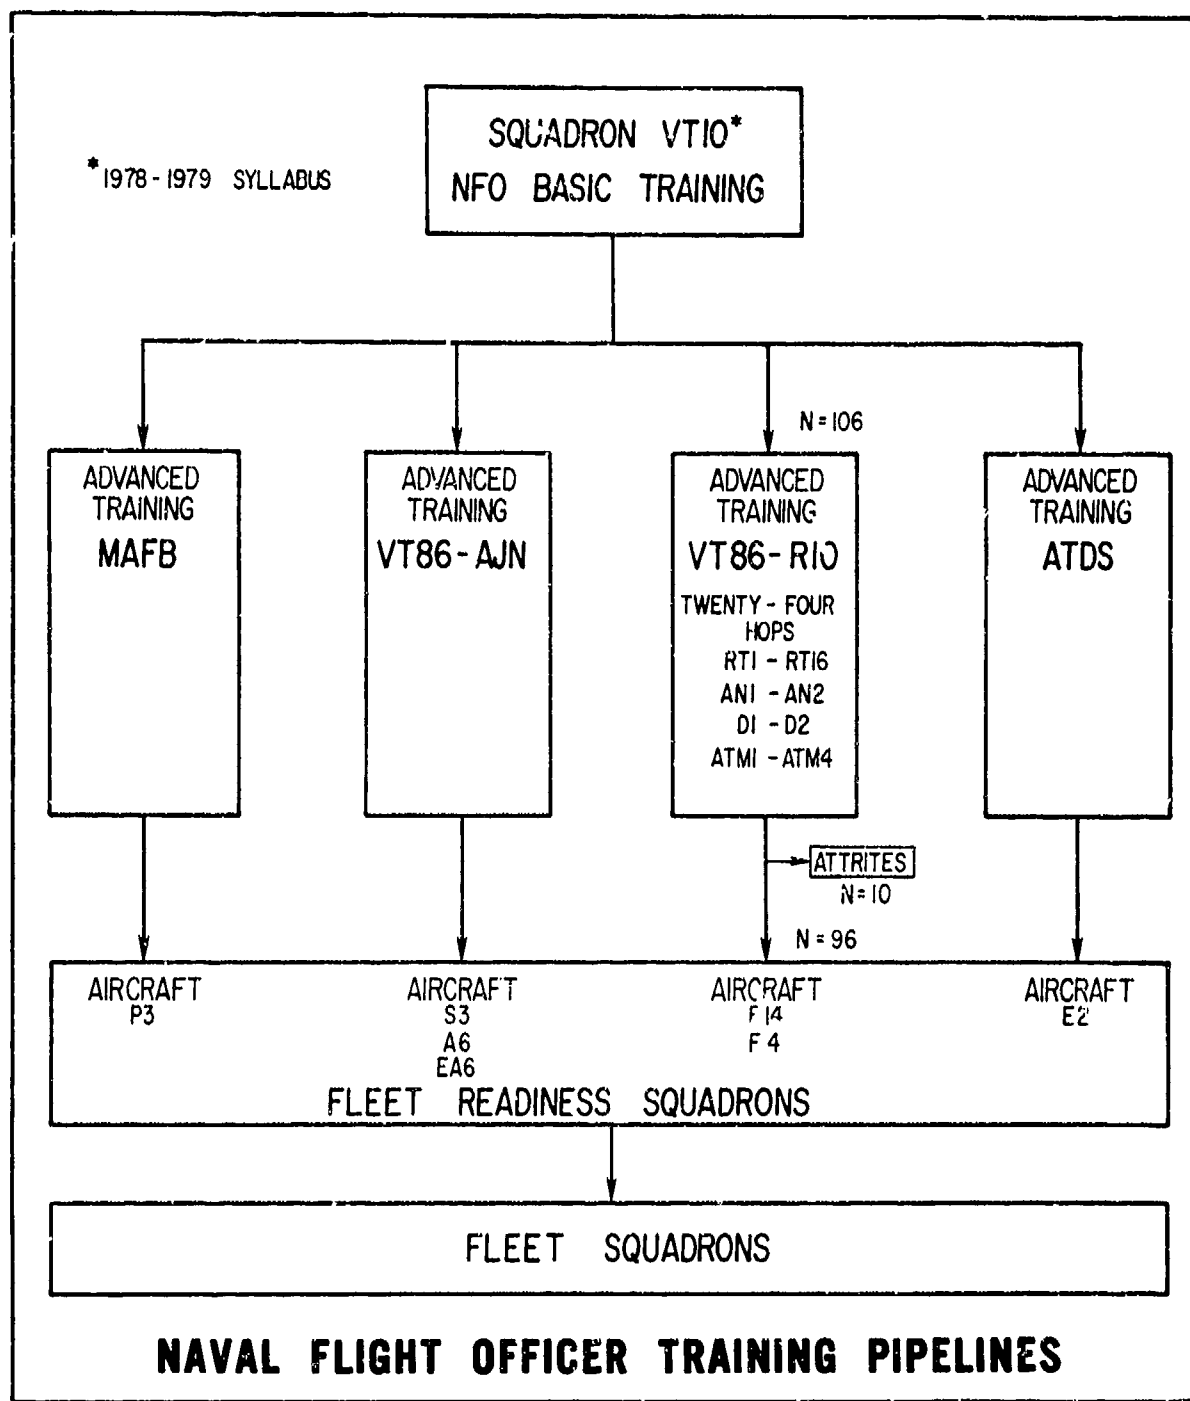 SQUADRON VT10*
NFO BASIC TRAINING
*1978-1979 SYLLABUS
N=106
ADVANCED
TRAINING
MAFB
ADVANCED
TRAINING
VT86-AJN
ADVANCED
TRAINING
VT86-RIO
TWENTY-FOUR
HOPS
RT1 - RT16
AN1 - AN2
D1 - D2
ATM1 - ATM4
ADVANCED
TRAINING
ATDS
ATTRITES
N=10
N=96
AIRCRAFT
P3
AIRCRAFT
S3
A6
EA6
AIRCRAFT
F14
F4
AIRCRAFT
E2
FLEET READINESS SQUADRONS
FLEET SQUADRONS
NAVAL FLIGHT OFFICER TRAINING PIPELINES